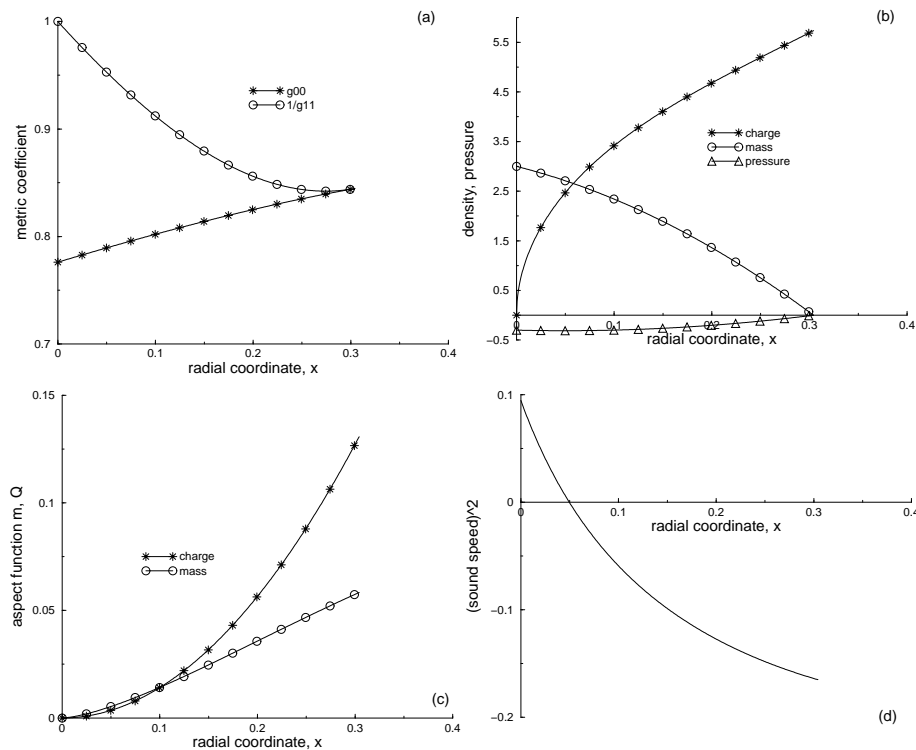 (a)
1
0.9
0.8
0.7
metric coefficient
g00
1/g11
0
0.1
0.2
0.3
0.4
radial coordinate, x
(b)
5.5
4.5
3.5
2.5
1.5
0.5
−0.5
density, pressure
charge
mass
pressure
0
0.1
0.2
0.3
0.4
radial coordinate, x
0.15
0.1
0.05
0
aspect function m, Q
charge
mass
(c)
0
0.1
0.2
0.3
0.4
radial coordinate, x
0.1
0
−0.1
−0.2
(sound speed)^2
0
0.1
0.2
0.3
0.4
radial coordinate, x
(d)